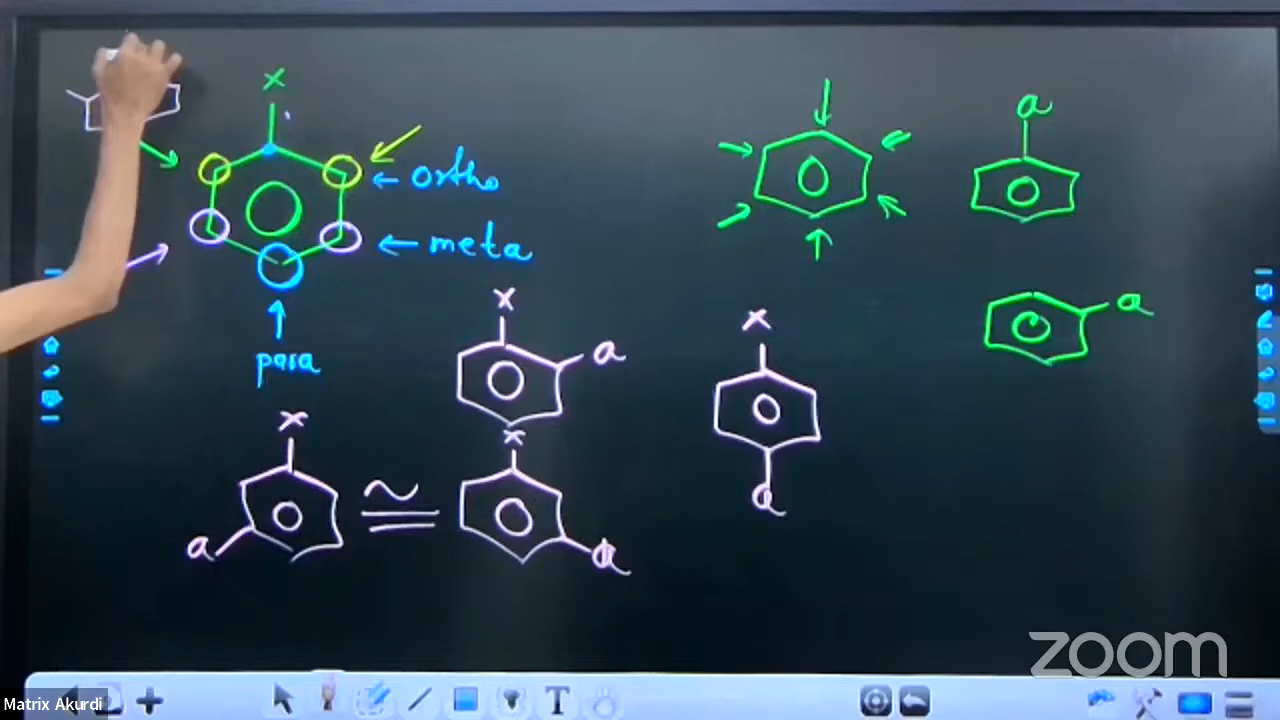 x
a
← ortho
← meta
x
a
x
para
a
x
x
a
a
a
zoom
Matrix Akurdi
T